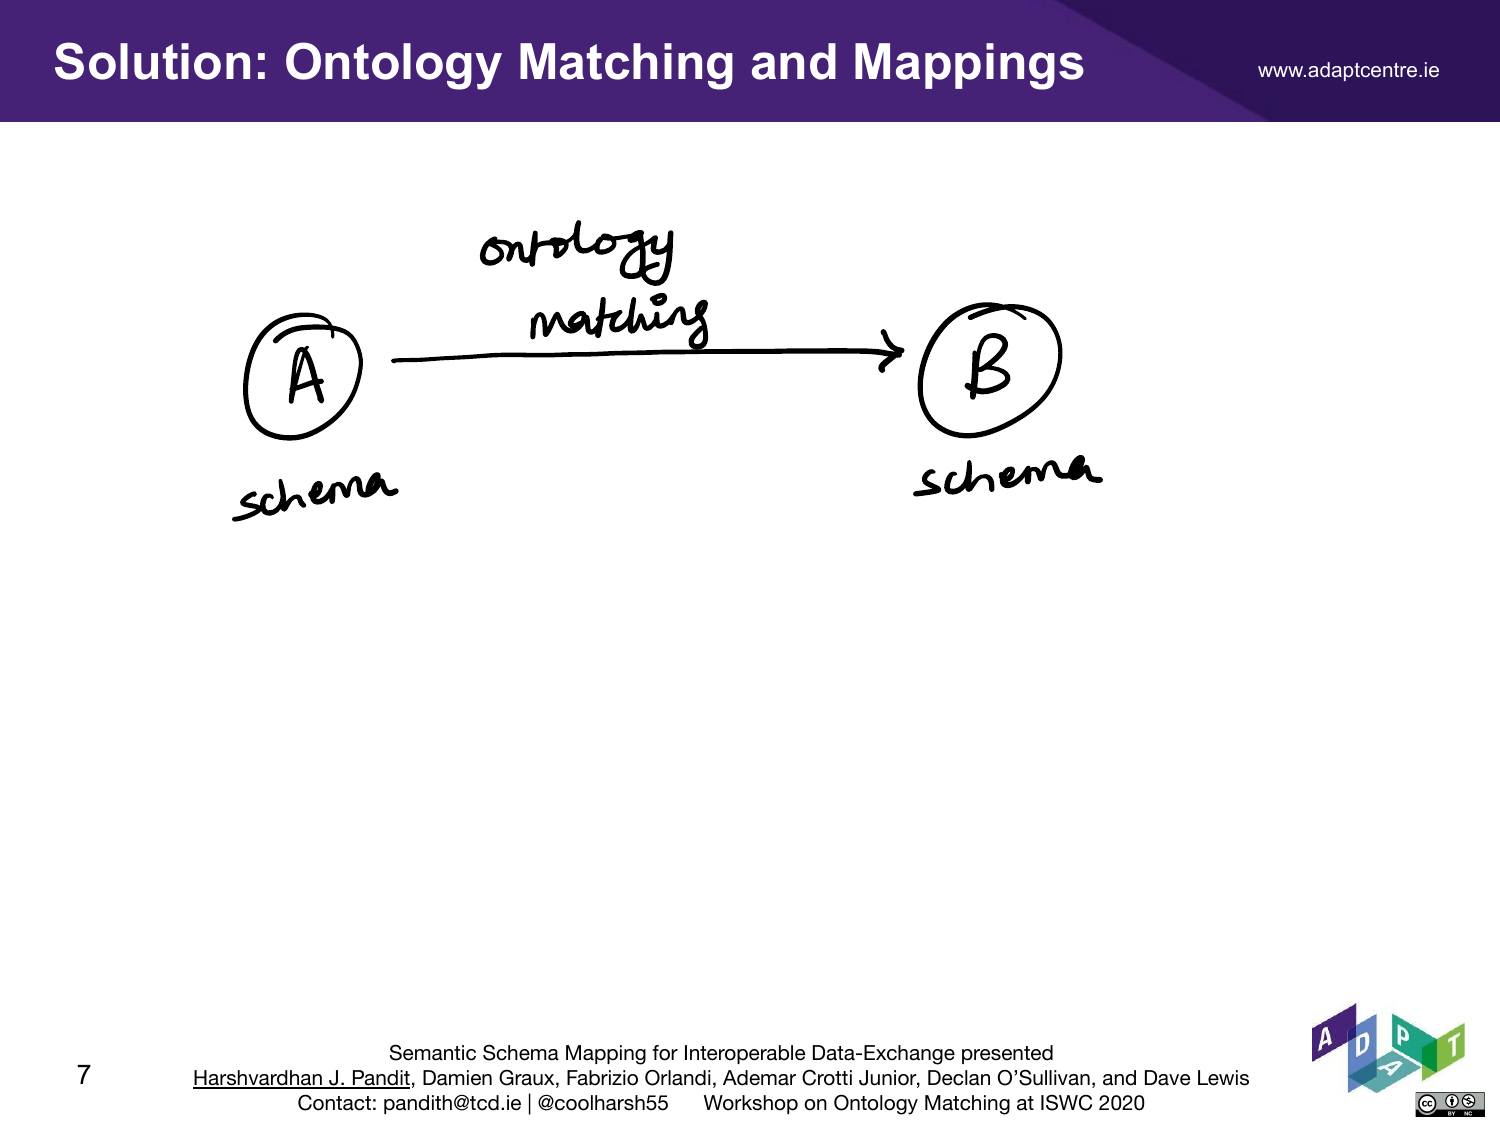 Solution: Ontology Matching and Mappings
www.adaptcentre.ie
ontology
matching
A
B
schema
schema
7
Semantic Schema Mapping for Interoperable Data-Exchange presented
Harshvardhan J. Pandit, Damien Graux, Fabrizio Orlandi, Ademar Crotti Junior, Declan O’Sullivan, and Dave Lewis
Contact: pandith@tcd.ie | @coolharsh55 Workshop on Ontology Matching at ISWC 2020
ADAPT
cc
BY NC